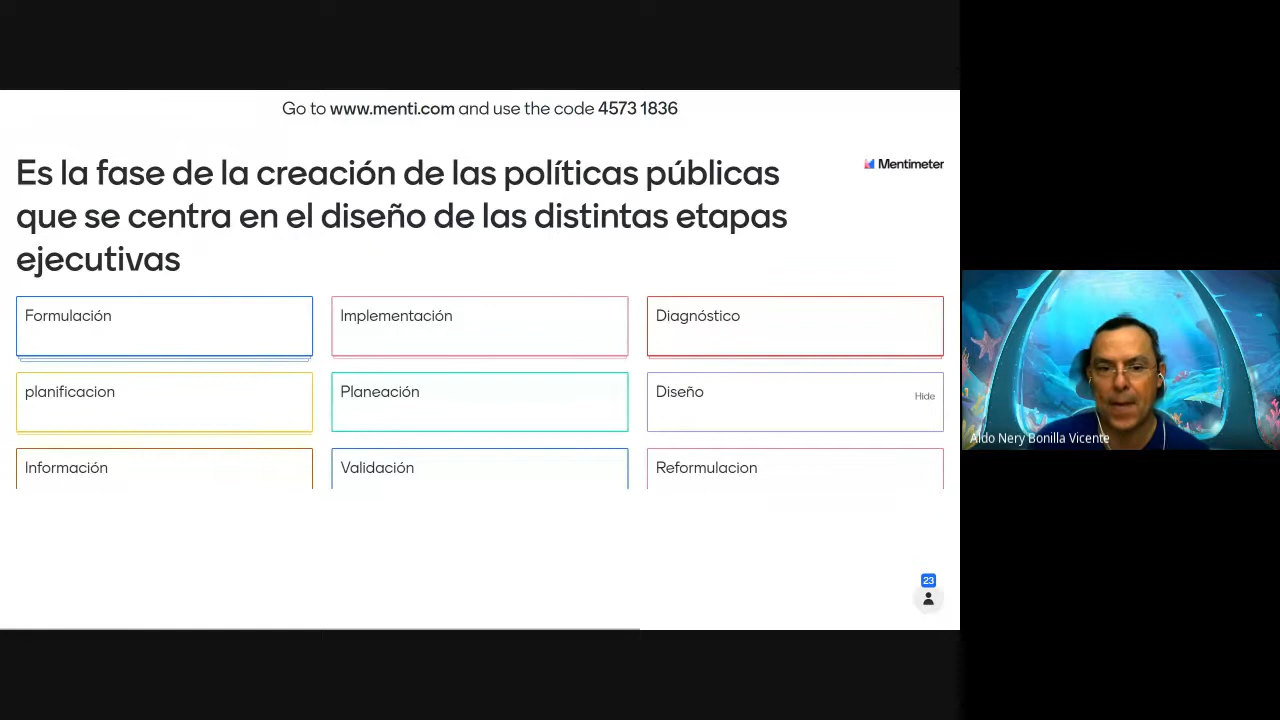 Go to www.menti.com and use the code 4573 1836
Mentimeter
Es la fase de la creación de las políticas públicas
que se centra en el diseño de las distintas etapas
ejecutivas
Formulación
Implementación
Diagnóstico
planificacion
Planeación
Diseño
Hide
Información
Validación
Reformulacion
23
Aldo Nery Bonilla Vicente